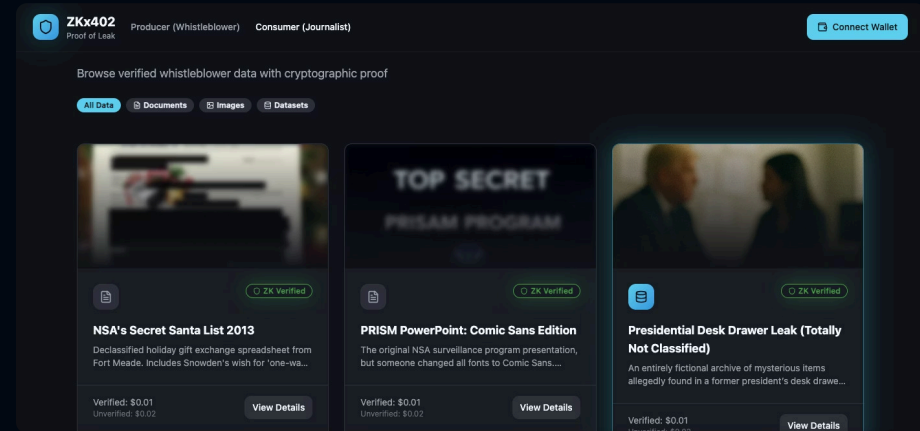 ZKx402
Proof of Leak
Producer (Whistleblower)
Consumer (Journalist)
Connect Wallet
Browse verified whistleblower data with cryptographic proof
All Data
Documents
Images
Datasets
ZK Verified
NSA's Secret Santa List 2013
Declassified holiday gift exchange spreadsheet from
Fort Meade. Includes Snowden's wish for 'one-wa...
Verified: $0.01
Unverified: $0.02
View Details
TOP SECRET
PRISAM PROGRAM
ZK Verified
PRISM PowerPoint: Comic Sans Edition
The original NSA surveillance program presentation,
but someone changed all fonts to Comic Sans....
Verified: $0.01
Unverified: $0.02
View Details
ZK Verified
Presidential Desk Drawer Leak (Totally
Not Classified)
An entirely fictional archive of mysterious items
allegedly found in a former president's desk drawe...
Verified: $0.01
View Details